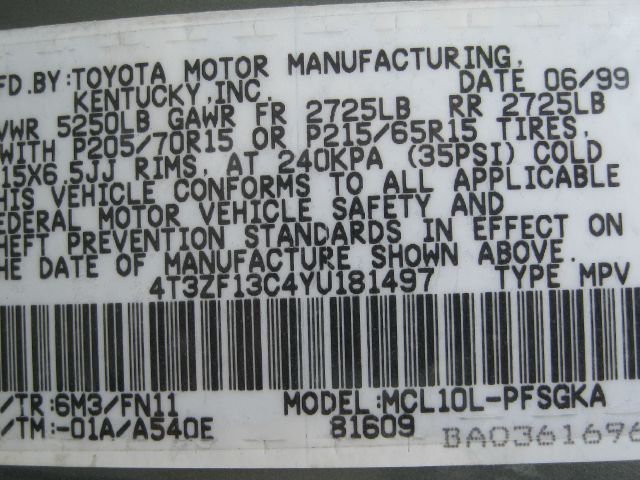 FD.BY:TOYOTA MOTOR MANUFACTURING,
KENTUCKY,INC. DATE 06/99
VWR 5250LB GAWR FR 2725LB RR 2725LB
WITH P205/70R15 OR P215/65R15 TIRES,
15X6.5JJ RIMS, AT 240KPA (35PSI) COLD
HIS VEHICLE CONFORMS TO ALL APPLICABLE
EDERAL MOTOR VEHICLE SAFETY AND
HEFT PREVENTION STANDARDS IN EFFECT ON
HE DATE OF MANUFACTURE SHOWN ABOVE.
4T3ZF13C4YU181497 TYPE MPV
/TR:6M3/FN11 MODEL:MCL10L-PFSGKA
/TM:-01A/A540E 81609 BA0361696